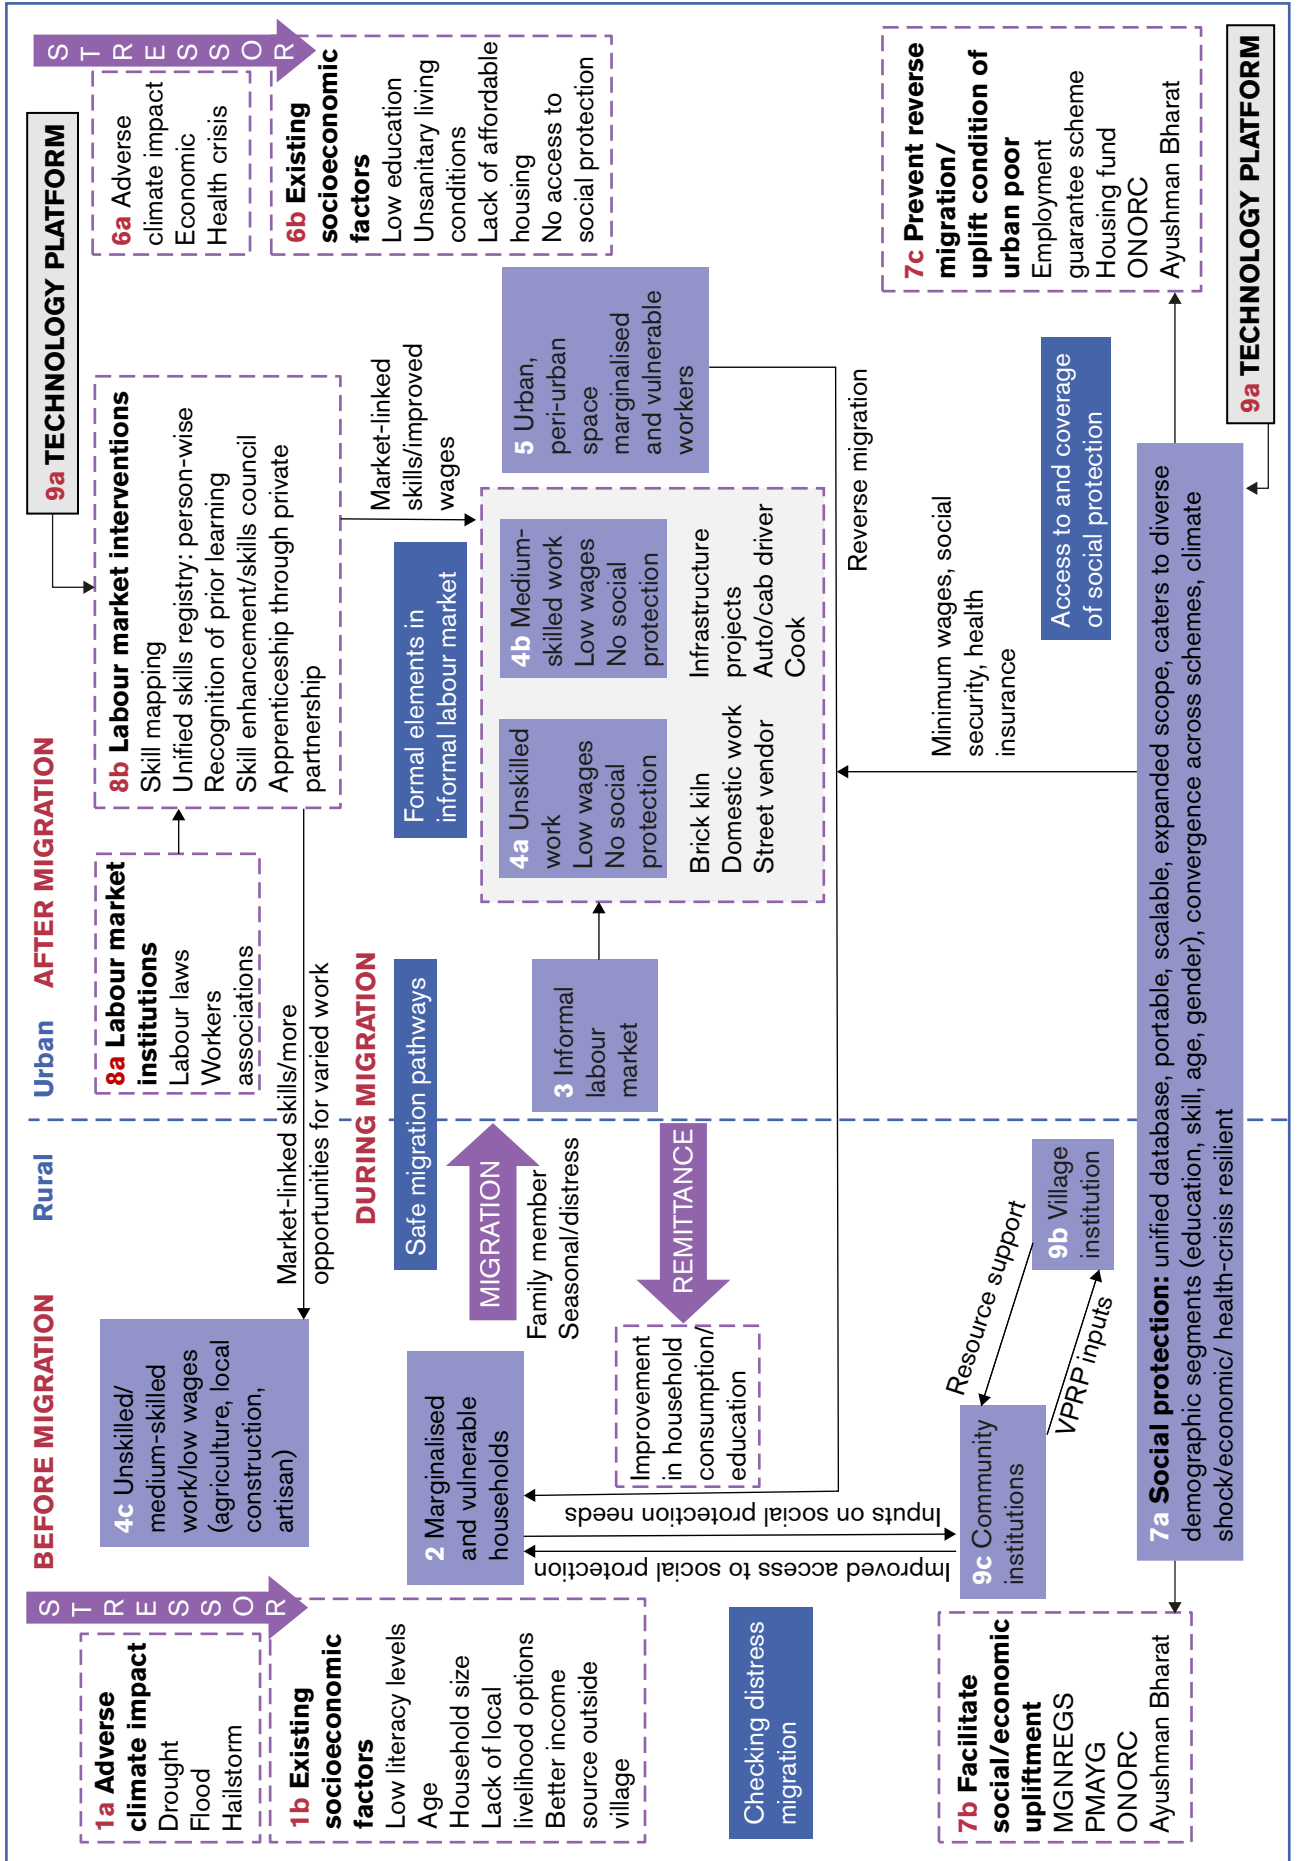 BEFORE MIGRATION
Rural
Urban
AFTER MIGRATION
STRESSOR
1a Adverse
climate impact
Drought
Flood
Hailstorm
1b Existing
socioeconomic
factors
Low literacy levels
Age
Household size
Lack of local
livelihood options
Better income
source outside
village
4c Unskilled/
medium-skilled
work/low wages
(agriculture, local
construction,
artisan)
Market-linked skills/more
opportunities for varied work
8a Labour market
institutions
Labour laws
Workers
associations
9a TECHNOLOGY PLATFORM
8b Labour market interventions
Skill mapping
Unified skills registry: person-wise
Recognition of prior learning
Skill enhancement/skills council
Apprenticeship through private
partnership
STRESSOR
6a Adverse
climate impact
Economic
Health crisis
6b Existing
socioeconomic
factors
Low education
Unsanitary living
conditions
Lack of affordable
housing
No access to
social protection
DURING MIGRATION
Safe migration pathways
Formal elements in
informal labour market
Market-linked
skills/improved
wages
2 Marginalised
and vulnerable
households
MIGRATION
Family member
Seasonal/distress
REMITTANCE
Improvement
in household
consumption/
education
3 Informal
labour
market
4a Unskilled
work
Low wages
No social
protection
Brick kiln
Domestic work
Street vendor
4b Medium-
skilled work
Low wages
No social
protection
Infrastructure
projects
Auto/cab driver
Cook
5 Urban,
peri-urban
space
marginalised
and vulnerable
workers
Reverse migration
Checking distress
migration
Improved access to social protection
Inputs on social protection needs
9c Community
institutions
Resource support
VPRP inputs
9b Village
institution
Minimum wages, social
security, health
insurance
Access to and coverage
of social protection
7b Facilitate
social/economic
upliftment
MGNREGS
PMAYG
ONORC
Ayushman Bharat
7c Prevent reverse
migration/
uplift condition of
urban poor
Employment
guarantee scheme
Housing fund
ONORC
Ayushman Bharat
7a Social protection: unified database, portable, scalable, expanded scope, caters to diverse
demographic segments (education, skill, age, gender), convergence across schemes, climate
shock/economic/ health-crisis resilient
9a TECHNOLOGY PLATFORM